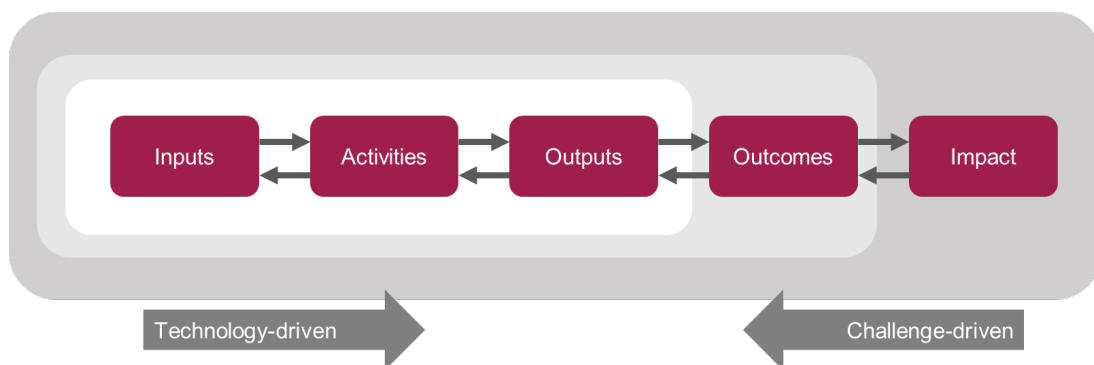 Inputs
Activities
Outputs
Outcomes
Impact
Technology-driven
Challenge-driven